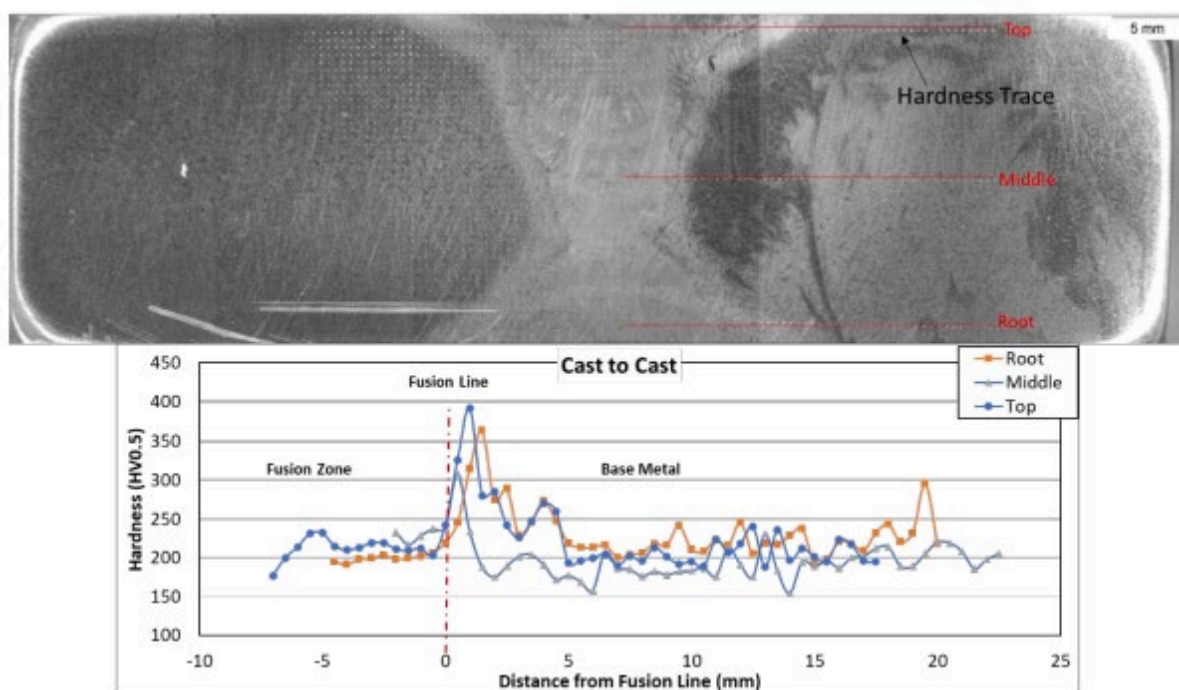 Top
5 mm
Hardness Trace
Middle
Root
Cast to Cast
Fusion Line
Fusion Zone
Base Metal
Root
Middle
Top
Hardness (HV0.5)
450
400
350
300
250
200
150
100
-10 -5 0 5 10 15 20 25
Distance from Fusion Line (mm)